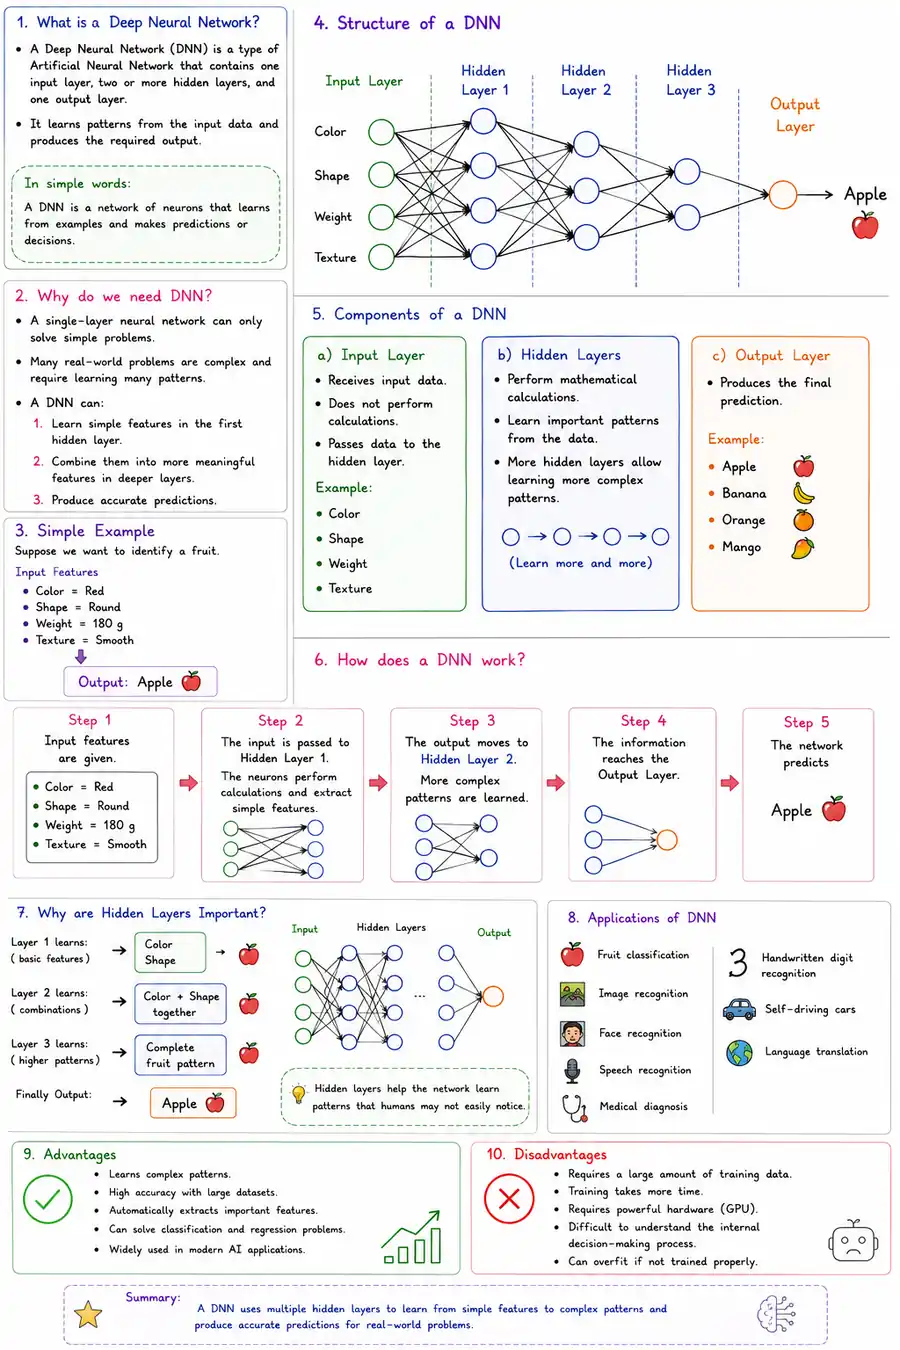 1. What is a Deep Neural Network?
• A Deep Neural Network (DNN) is a type of
Artificial Neural Network that contains one
input layer, two or more hidden layers, and
one output layer.
• It learns patterns from the input data and
produces the required output.
In simple words:
A DNN is a network of neurons that learns
from examples and makes predictions or
decisions.
2. Why do we need DNN?
• A single-layer neural network can only
solve simple problems.
• Many real-world problems are complex and
require learning many patterns.
• A DNN can:
1. Learn simple features in the first
hidden layer.
2. Combine them into more meaningful
features in deeper layers.
3. Produce accurate predictions.
3. Simple Example
Suppose we want to identify a fruit.
Input Features
• Color = Red
• Shape = Round
• Weight = 180 g
• Texture = Smooth
Output: Apple
4. Structure of a DNN
Input Layer
Hidden
Layer 1
Hidden
Layer 2
Hidden
Layer 3
Output
Layer
Color
Shape
Weight
Texture
Apple
5. Components of a DNN
a) Input Layer
• Receives input data.
• Does not perform
calculations.
• Passes data to the
hidden layer.
Example:
• Color
• Shape
• Weight
• Texture
b) Hidden Layers
• Perform mathematical
calculations.
• Learn important patterns
from the data.
• More hidden layers allow
learning more complex
patterns.
(Learn more and more)
c) Output Layer
• Produces the final
prediction.
Example:
• Apple
• Banana
• Orange
• Mango
6. How does a DNN work?
Step 1
Input features
are given.
• Color = Red
• Shape = Round
• Weight = 180 g
• Texture = Smooth
Step 2
The input is passed to
Hidden Layer 1.
The neurons perform
calculations and extract
simple features.
Step 3
The output moves to
Hidden Layer 2.
More complex
patterns are learned.
Step 4
The information
reaches the
Output Layer.
Step 5
The network
predicts
Apple
7. Why are Hidden Layers Important?
Layer 1 learns:
( basic features )
Color
Shape
Layer 2 learns:
( combinations )
Color + Shape
together
Layer 3 learns:
( higher patterns )
Complete
fruit pattern
Finally Output:
Apple
Input
Hidden Layers
Output
...
Hidden layers help the network learn
patterns that humans may not easily notice.
8. Applications of DNN
Fruit classification
Image recognition
Face recognition
Speech recognition
Medical diagnosis
3
Handwritten digit
recognition
Self-driving cars
Language translation
9. Advantages
• Learns complex patterns.
• High accuracy with large datasets.
• Automatically extracts important features.
• Can solve classification and regression problems.
• Widely used in modern AI applications.
10. Disadvantages
• Requires a large amount of training data.
• Training takes more time.
• Requires powerful hardware (GPU).
• Difficult to understand the internal
decision-making process.
• Can overfit if not trained properly.
Summary:
A DNN uses multiple hidden layers to learn from simple features to complex patterns and
produce accurate predictions for real-world problems.